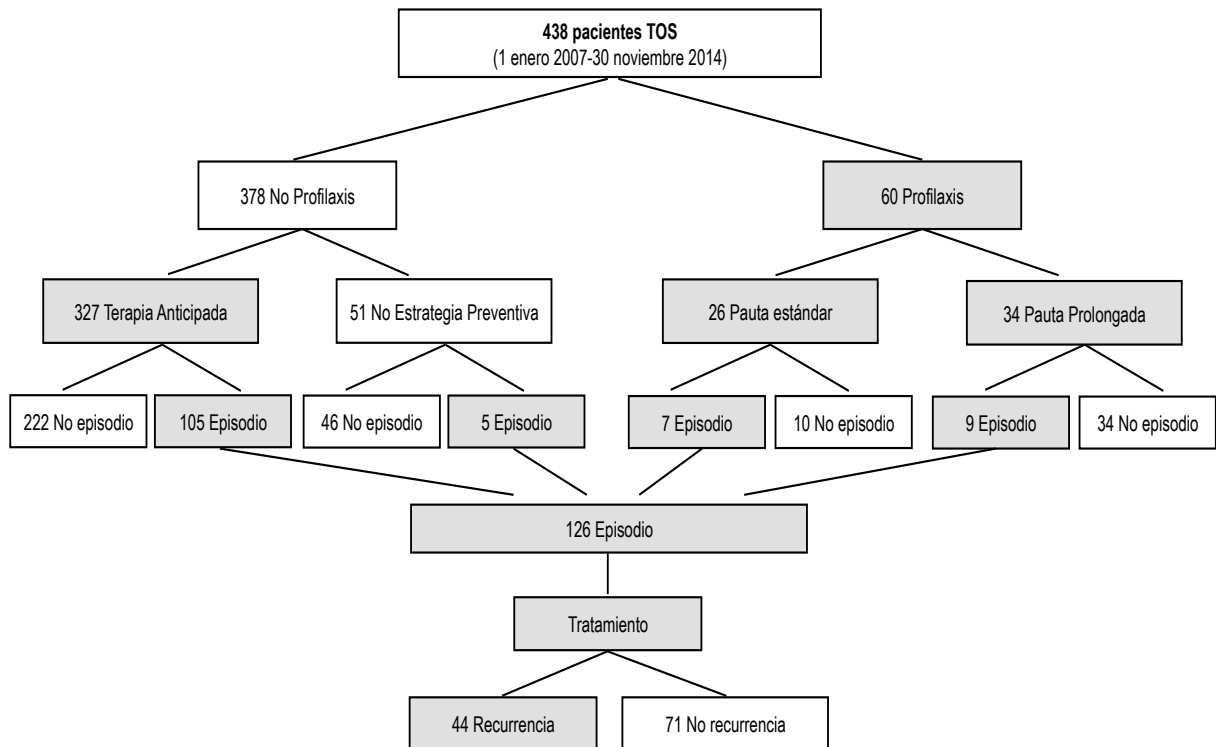 438 pacientes TOS
(1 enero 2007-30 noviembre 2014)
378 No Profilaxis
60 Profilaxis
327 Terapia Anticipada
51 No Estrategia Preventiva
26 Pauta estándar
34 Pauta Prolongada
222 No episodio
105 Episodio
46 No episodio
5 Episodio
7 Episodio
10 No episodio
9 Episodio
34 No episodio
126 Episodio
Tratamiento
44 Recurrencia
71 No recurrencia